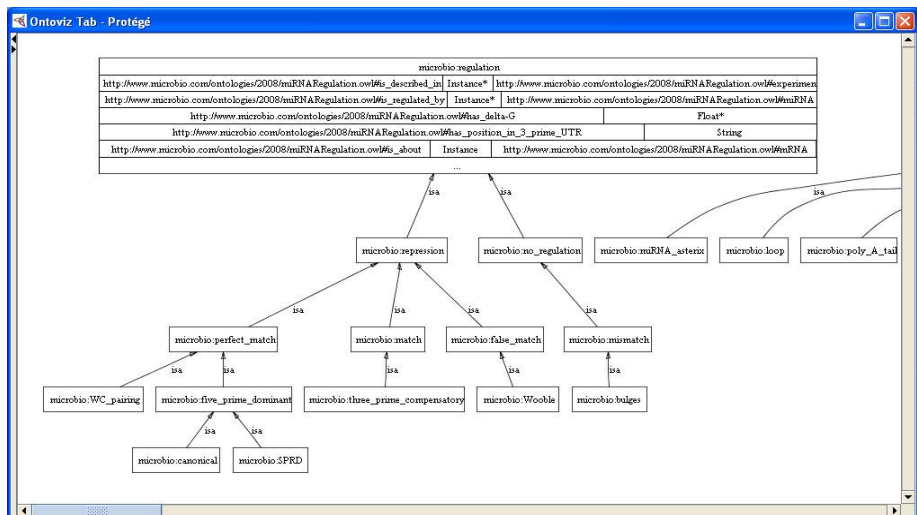 Ontoviz Tab - Protégé
microbio:regulation
http://www.microbio.com/ontologies/2008/miRNARegulation.owl#is_described_in Instance* http://www.microbio.com/ontologies/2008/miRNARegulation.owl#experimen
http://www.microbio.com/ontologies/2008/miRNARegulation.owl#is_regulated_by Instance* http://www.microbio.com/ontologies/2008/miRNARegulation.owl#miRNA
http://www.microbio.com/ontologies/2008/miRNARegulation.owl#has_delta-G Float*
http://www.microbio.com/ontologies/2008/miRNARegulation.owl#has_position_in_3_prime_UTR String
http://www.microbio.com/ontologies/2008/miRNARegulation.owl#is_about Instance http://www.microbio.com/ontologies/2008/miRNARegulation.owl#mRNA
...
isa isa
microbio:repression microbio:no_regulation microbio:miRNA_asterix microbio:loop microbio:poly_A_tail
isa isa isa isa
microbio:perfect_match microbio:match microbio:false_match microbio:mismatch
isa isa isa isa isa
microbio:WC_pairing microbio:five_prime_dominant microbio:three_prime_compensatory microbio:Wooble microbio:bulges
isa isa
microbio:canonical microbio:SPRD